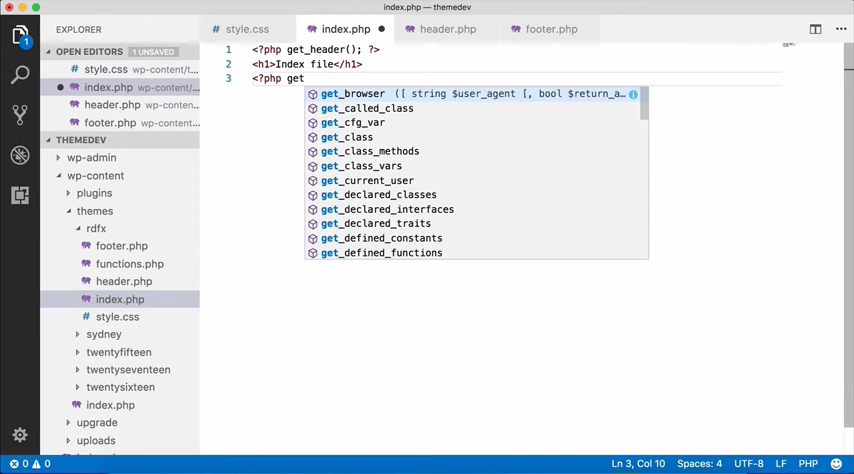 index.php — themedev
EXPLORER
style.css
index.php
header.php
footer.php
OPEN EDITORS 1 UNSAVED
style.css wp-content/t...
index.php wp-content/...
header.php wp-conten...
footer.php wp-content...
THEMEDEV
wp-admin
wp-content
plugins
themes
rdfx
footer.php
functions.php
header.php
index.php
style.css
sydney
twentyfifteen
twentyseventeen
twentysixteen
index.php
upgrade
uploads
1
1 <?php get_header(); ?>
2 <h1>Index file</h1>
3 <?php get
get_browser ([ string $user_agent [, bool $return_a...
get_called_class
get_cfg_var
get_class
get_class_methods
get_class_vars
get_current_user
get_declared_classes
get_declared_interfaces
get_declared_traits
get_defined_constants
get_defined_functions
0 0 Ln 3, Col 10 Spaces: 4 UTF-8 LF PHP